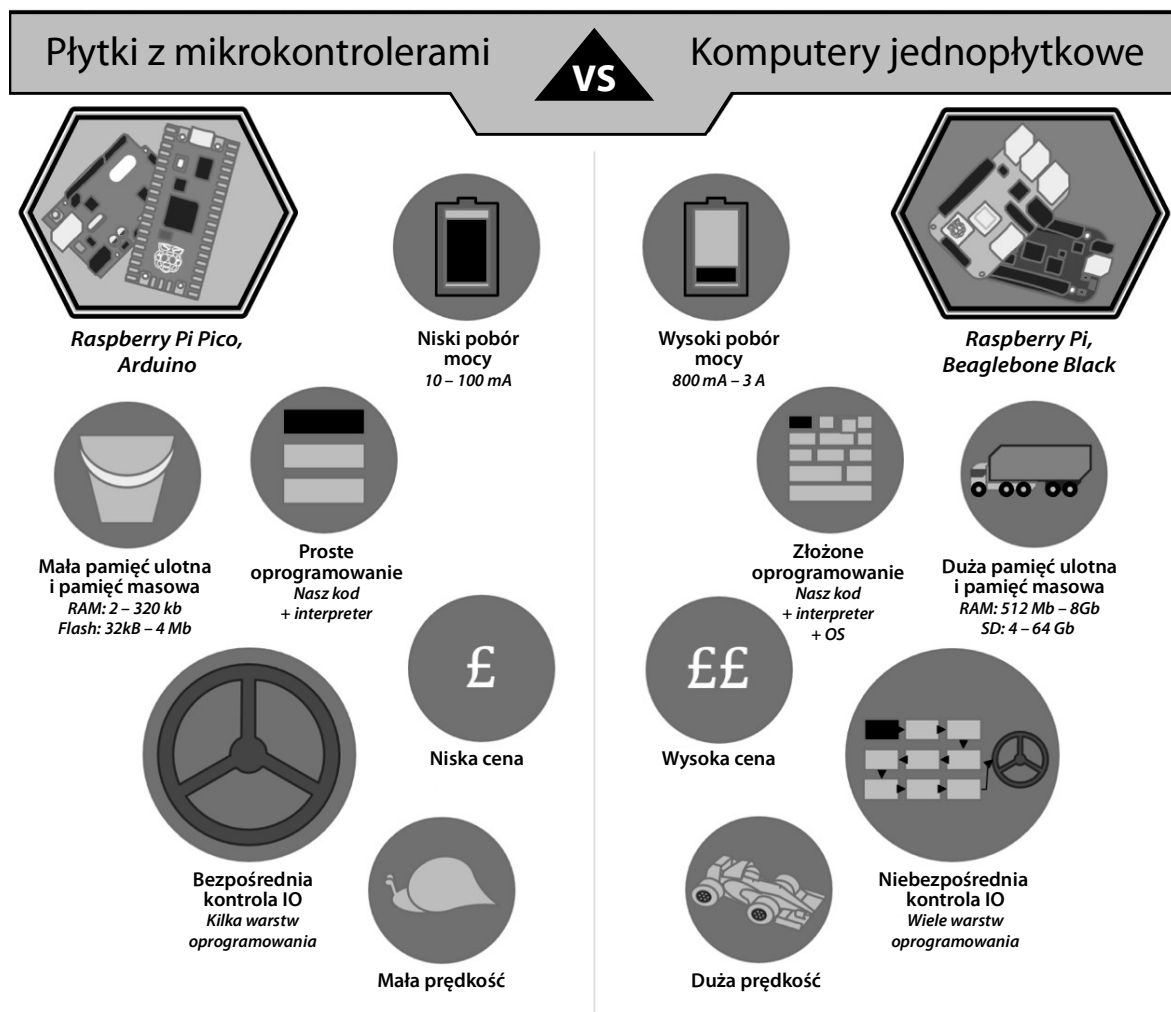 Płytki z mikrokontrolerami
VS
Komputery jednopłytkowe
Raspberry Pi Pico,
Arduino
Niski pobór
mocy
10 – 100 mA
Mała pamięć ulotna
i pamięć masowa
RAM: 2 – 320 kb
Flash: 32kB – 4 Mb
Proste
oprogramowanie
Nasz kod
+ interpreter
£
Niska cena
Bezpośrednia
kontrola IO
Kilka warstw
oprogramowania
Mała prędkość
Wysoki pobór
mocy
800 mA – 3 A
Raspberry Pi,
Beaglebone Black
Złożone
oprogramowanie
Nasz kod
+ interpreter
+ OS
Duża pamięć ulotna
i pamięć masowa
RAM: 512 Mb – 8Gb
SD: 4 – 64 Gb
££
Wysoka cena
Niebezpośrednia
kontrola IO
Wiele warstw
oprogramowania
Duża prędkość